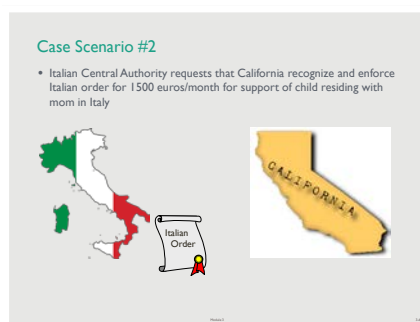 Case Scenario #2
• Italian Central Authority requests that California recognize and enforce
Italian order for 1500 euros/month for support of child residing with
mom in Italy
CALIFORNIA
Italian
Order